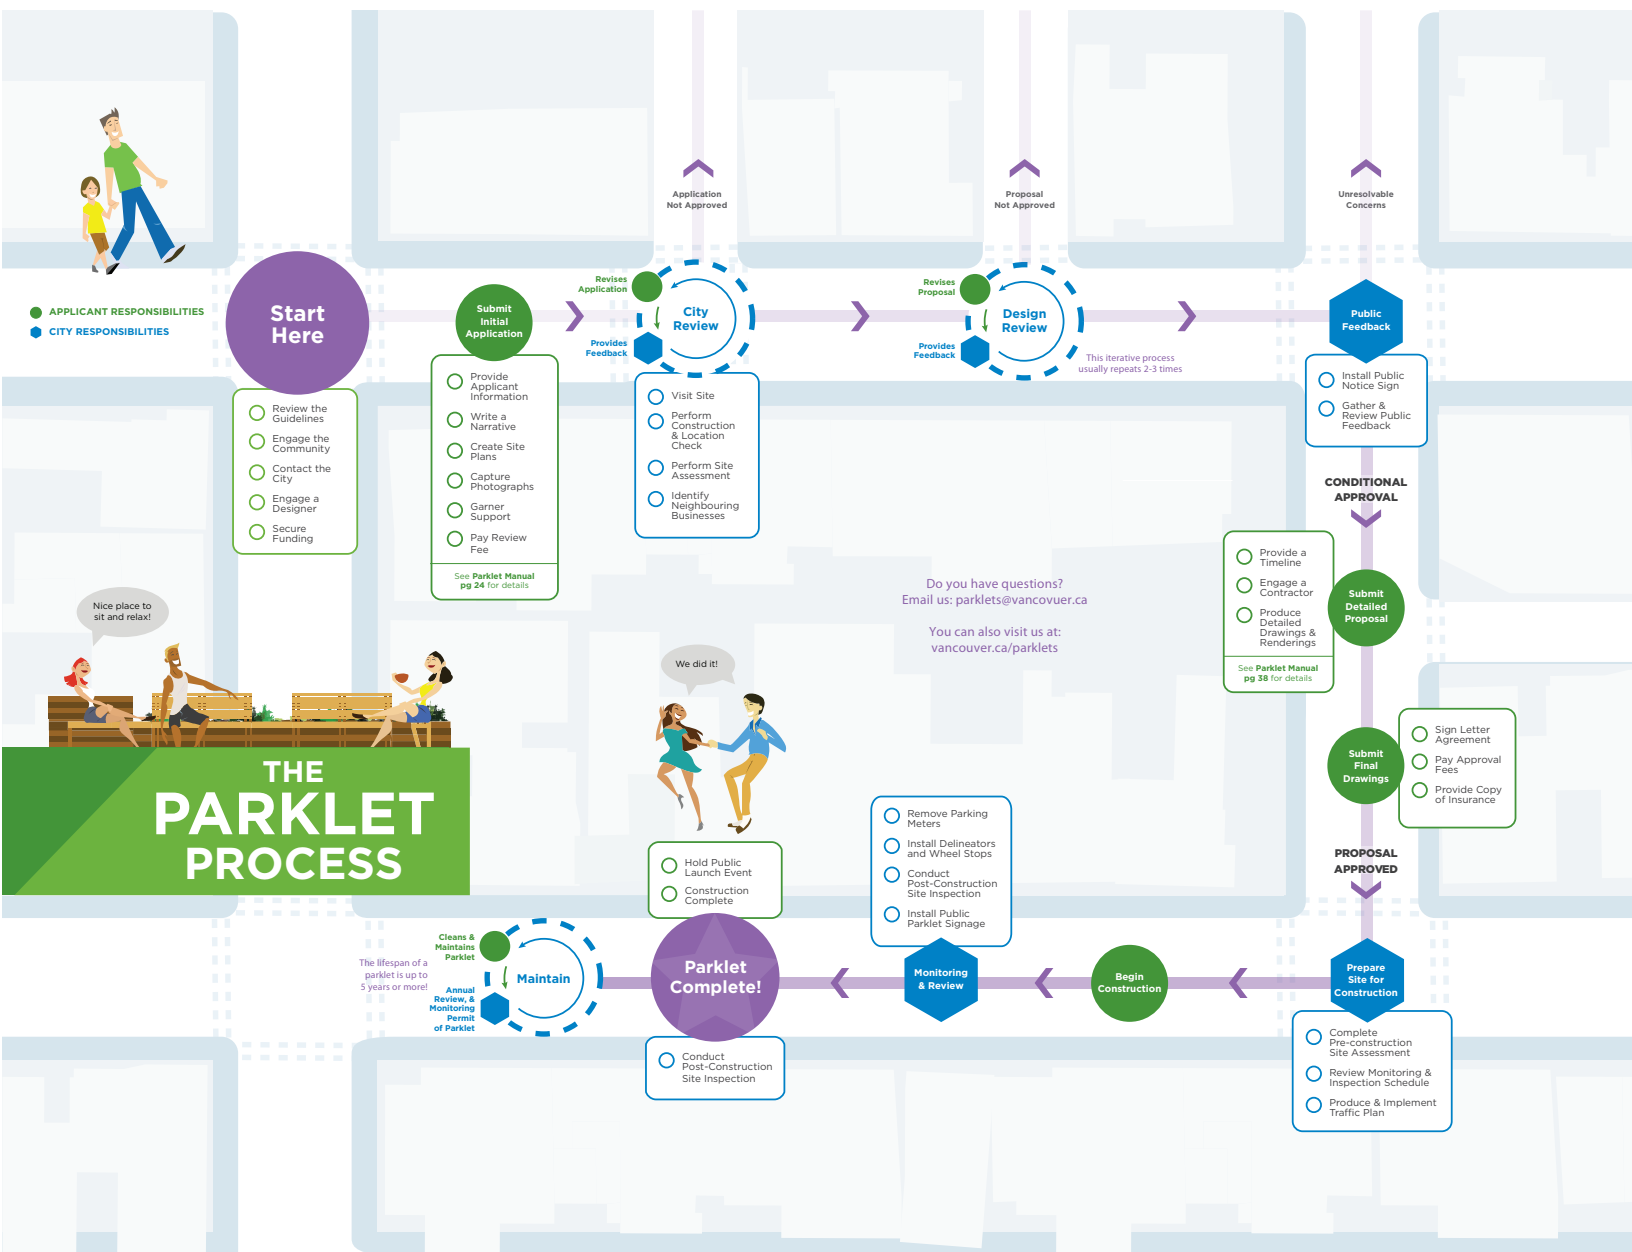 Application
Not Approved
Proposal
Not Approved
Unresolvable
Concerns
APPLICANT RESPONSIBILITIES
CITY RESPONSIBILITIES
Start
Here
Review the
Guidelines
Engage the
Community
Contact the
City
Engage a
Designer
Secure
Funding
Submit
Initial
Application
Provide
Applicant
Information
Write a
Narrative
Create Site
Plans
Capture
Photographs
Garner
Support
Pay Review
Fee
See Parklet Manual
pg 24 for details
Revises
Application
Provides
Feedback
City
Review
Visit Site
Perform
Construction
& Location
Check
Perform Site
Assessment
Identify
Neighbouring
Businesses
Revises
Proposal
Provides
Feedback
Design
Review
This iterative process
usually repeats 2-3 times
Public
Feedback
Install Public
Notice Sign
Gather &
Review Public
Feedback
CONDITIONAL
APPROVAL
Provide a
Timeline
Engage a
Contractor
Produce
Detailed
Drawings &
Renderings
See Parklet Manual
pg 38 for details
Submit
Detailed
Proposal
Do you have questions?
Email us: parklets@vancovuer.ca
You can also visit us at:
vancouver.ca/parklets
Submit
Final
Drawings
Sign Letter
Agreement
Pay Approval
Fees
Provide Copy
of Insurance
PROPOSAL
APPROVED
Prepare
Site for
Construction
Complete
Pre-construction
Site Assessment
Review Monitoring &
Inspection Schedule
Produce & Implement
Traffic Plan
Begin
Construction
Remove Parking
Meters
Install Delineators
and Wheel Stops
Conduct
Post-Construction
Site Inspection
Install Public
Parklet Signage
Monitoring
& Review
We did it!
Hold Public
Launch Event
Construction
Complete
Parklet
Complete!
Conduct
Post-Construction
Site Inspection
Cleans &
Maintains
Parklet
Annual
Review, &
Monitoring
Permit
of Parklet
Maintain
The lifespan of a
parklet is up to
5 years or more!
Nice place to
sit and relax!
THE
PARKLET
PROCESS